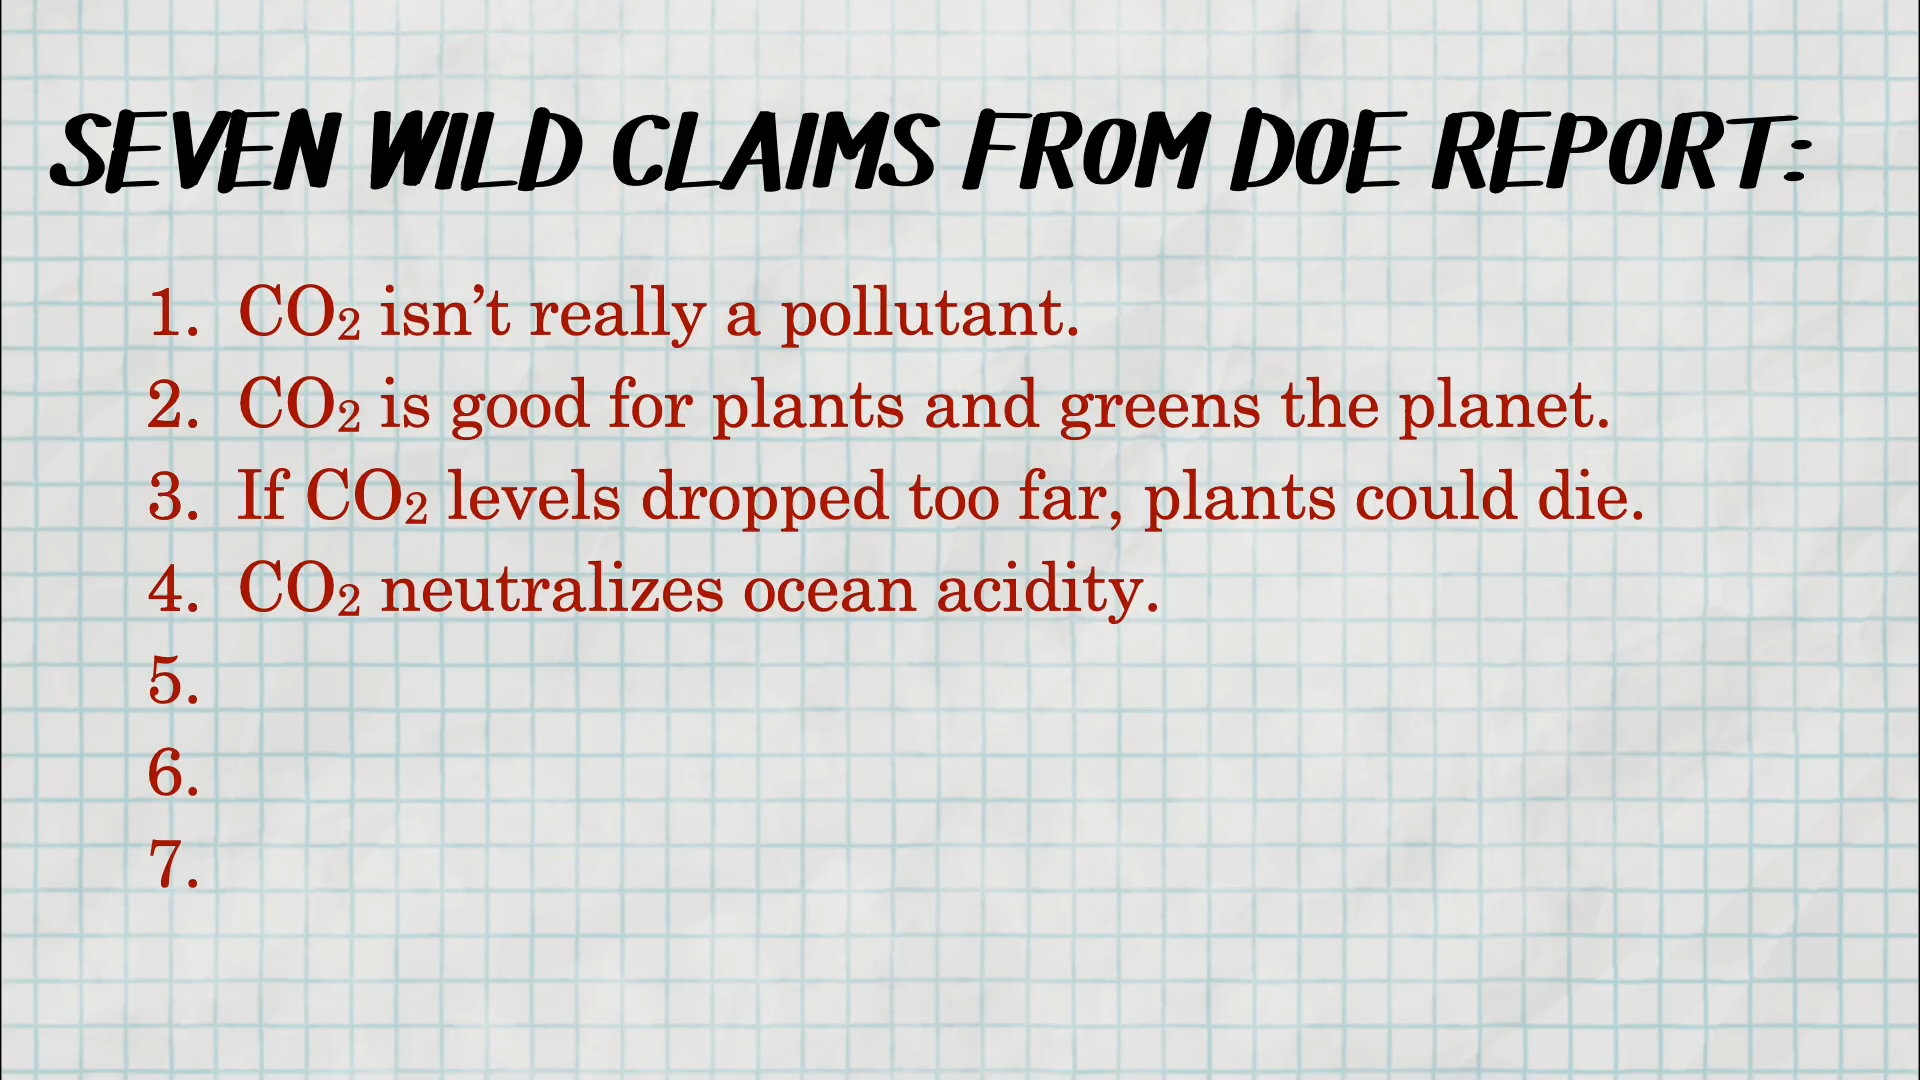 SEVEN WILD CLAIMS FROM DOE REPORT:
1. CO₂ isn’t really a pollutant.
2. CO₂ is good for plants and greens the planet.
3. If CO₂ levels dropped too far, plants could die.
4. CO₂ neutralizes ocean acidity.
5.
6.
7.